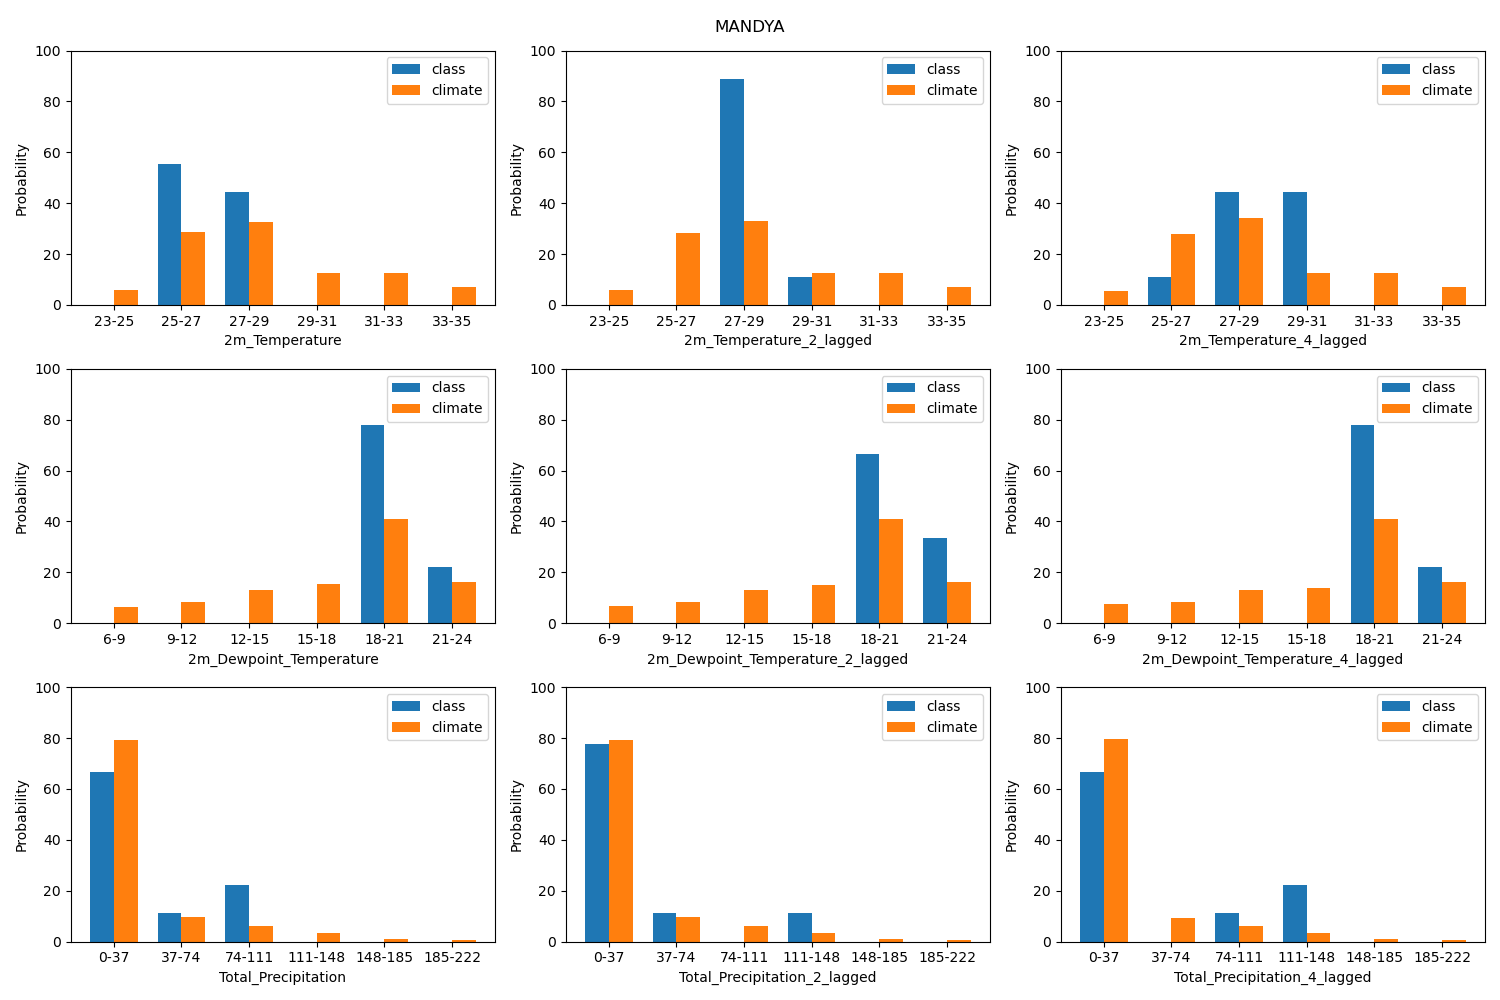 MANDYA
100
80
60
40
20
0
Probability
class
climate
23-25 25-27 27-29 29-31 31-33 33-35
2m_Temperature
100
80
60
40
20
0
Probability
class
climate
23-25 25-27 27-29 29-31 31-33 33-35
2m_Temperature_2_lagged
100
80
60
40
20
0
Probability
class
climate
23-25 25-27 27-29 29-31 31-33 33-35
2m_Temperature_4_lagged
100
80
60
40
20
0
Probability
class
climate
6-9 9-12 12-15 15-18 18-21 21-24
2m_Dewpoint_Temperature
100
80
60
40
20
0
Probability
class
climate
6-9 9-12 12-15 15-18 18-21 21-24
2m_Dewpoint_Temperature_2_lagged
100
80
60
40
20
0
Probability
class
climate
6-9 9-12 12-15 15-18 18-21 21-24
2m_Dewpoint_Temperature_4_lagged
100
80
60
40
20
0
Probability
class
climate
0-37 37-74 74-111 111-148 148-185 185-222
Total_Precipitation
100
80
60
40
20
0
Probability
class
climate
0-37 37-74 74-111 111-148 148-185 185-222
Total_Precipitation_2_lagged
100
80
60
40
20
0
Probability
class
climate
0-37 37-74 74-111 111-148 148-185 185-222
Total_Precipitation_4_lagged